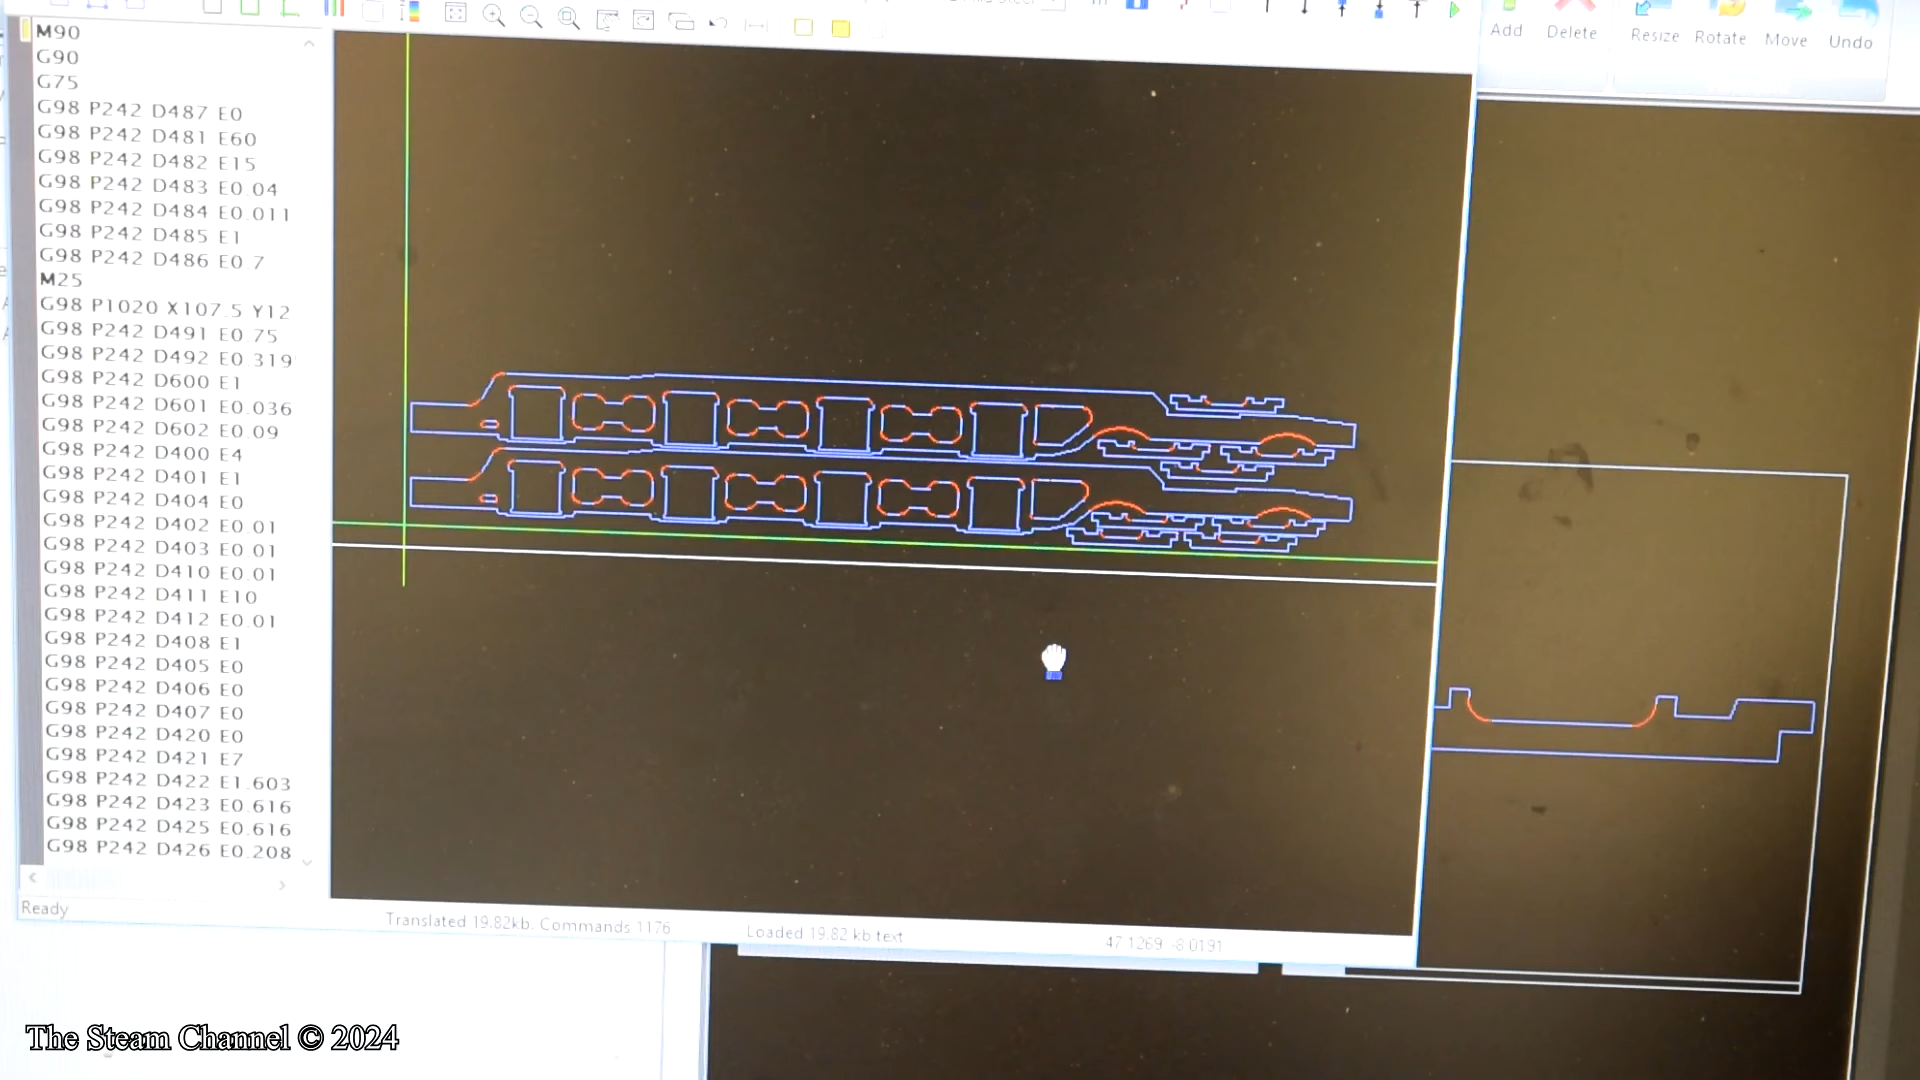 M90
G90
G75
G98 P242 D487 E0
G98 P242 D481 E60
G98 P242 D482 E15
G98 P242 D483 E0.04
G98 P242 D484 E0.011
G98 P242 D485 E1
G98 P242 D486 E0.7
M25
G98 P1020 X107.5 Y12
G98 P242 D491 E0.75
G98 P242 D492 E0.319
G98 P242 D600 E1
G98 P242 D601 E0.036
G98 P242 D602 E0.09
G98 P242 D400 E4
G98 P242 D401 E1
G98 P242 D404 E0
G98 P242 D402 E0.01
G98 P242 D403 E0.01
G98 P242 D410 E0.01
G98 P242 D411 E10
G98 P242 D412 E0.01
G98 P242 D408 E1
G98 P242 D405 E0
G98 P242 D406 E0
G98 P242 D407 E0
G98 P242 D420 E0
G98 P242 D421 E7
G98 P242 D422 E1.603
G98 P242 D423 E0.616
G98 P242 D425 E0.616
G98 P242 D426 E0.208
Add Delete Resize Rotate Move Undo
Ready
Translated 19.82kb. Commands 1176
Loaded 19.82 kb text
47.1269 -8.0191
The Steam Channel © 2024